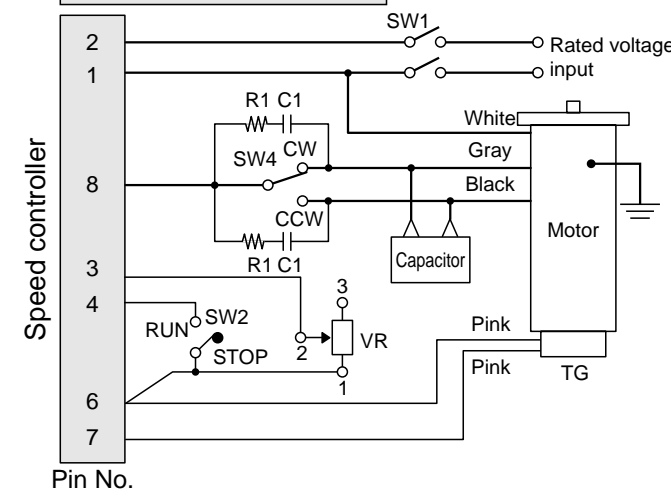 SW1
2
Rated voltage
1
input
R1 C1
White
CW
Gray
SW4
8
Black
CCW
Motor
R1 C1
Capacitor
Speed controller
3
3
4
SW2
RUN
Pink
VR
2
STOP
1
Pink
TG
6
7
Pin No.